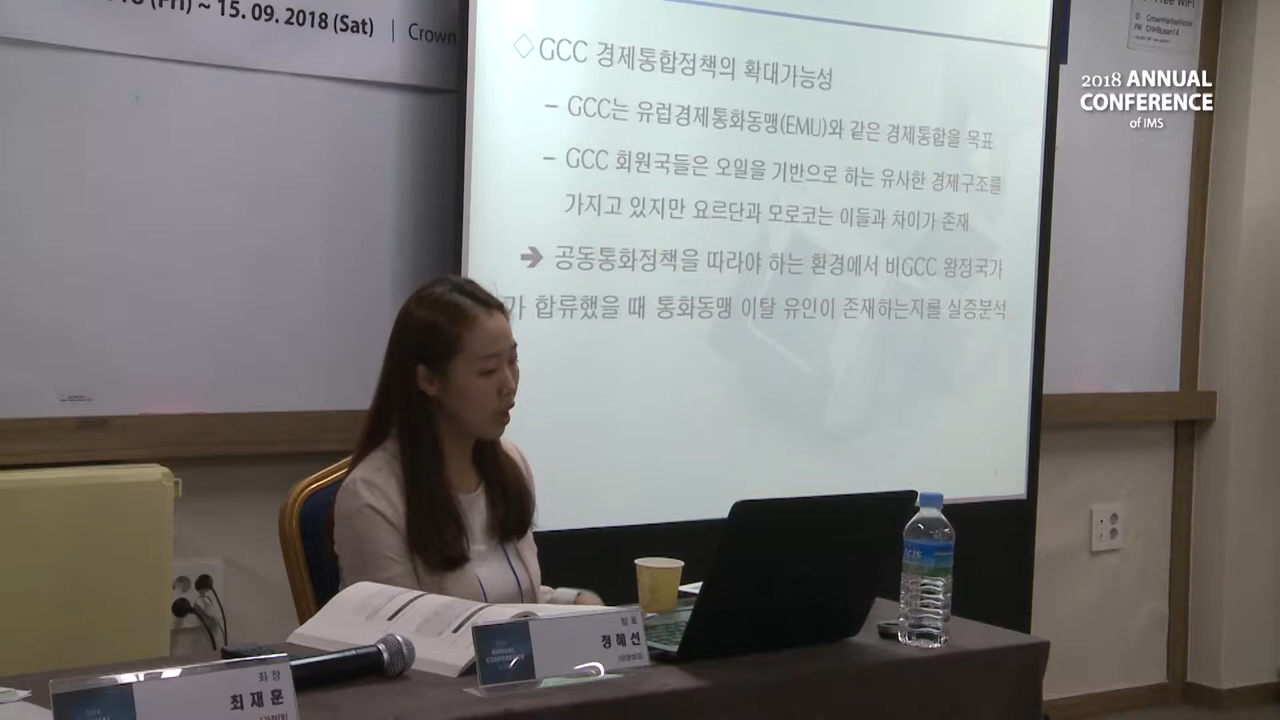 (Fri) ~ 15. 09. 2018 (Sat) | Crown
Free WiFi
2018 ANNUAL
CONFERENCE
of IMS
◇GCC 경제통합정책의 확대가능성
– GCC는 유럽경제통화동맹(EMU)와 같은 경제통합을 목표
– GCC 회원국들은 오일을 기반으로 하는 유사한 경제구조를
가지고 있지만 요르단과 모로코는 이들과 차이가 존재
➔ 공동통화정책을 따라야 하는 환경에서 비GCC 왕정국가
가 합류했을 때 통화동맹 이탈 유인이 존재하는지를 실증분석
발표
정혜선
ANNUAL
CONFERENCE
좌장
최재훈